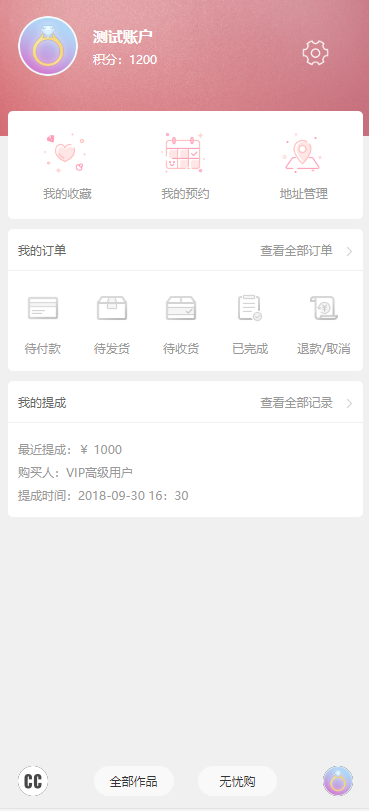 测试账户
积分：1200
我的收藏
我的预约
地址管理
我的订单
查看全部订单
待付款
待发货
待收货
已完成
退款/取消
我的提成
查看全部记录
最近提成：￥ 1000
购买人：VIP高级用户
提成时间：2018-09-30 16：30
CC
全部作品
无忧购